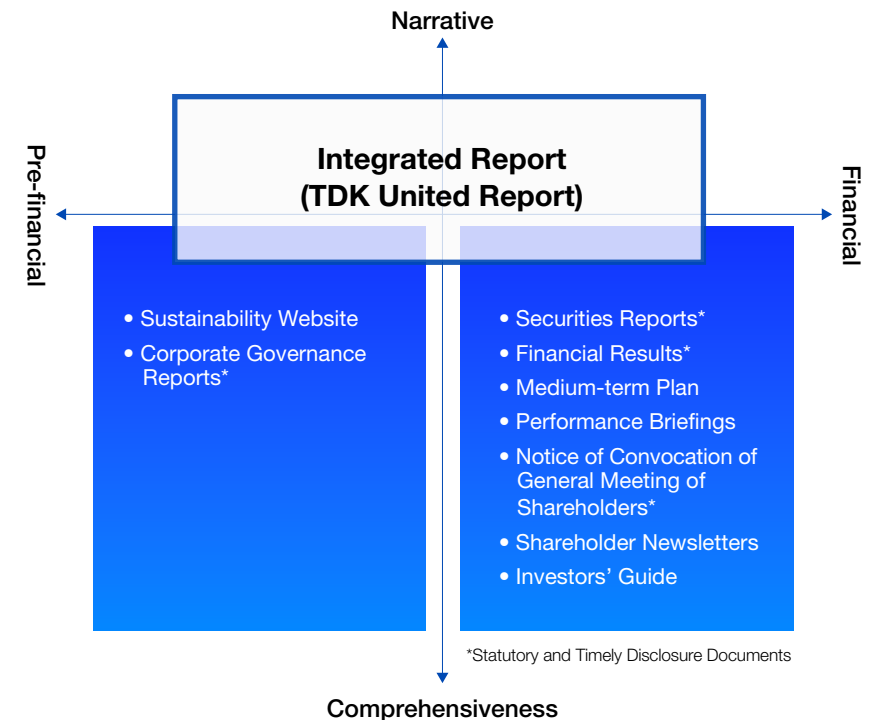 Narrative
Integrated Report
(TDK United Report)
Pre-financial
Financial
• Sustainability Website
• Corporate Governance
Reports*
• Securities Reports*
• Financial Results*
• Medium-term Plan
• Performance Briefings
• Notice of Convocation of
General Meeting of
Shareholders*
• Shareholder Newsletters
• Investors’ Guide
*Statutory and Timely Disclosure Documents
Comprehensiveness